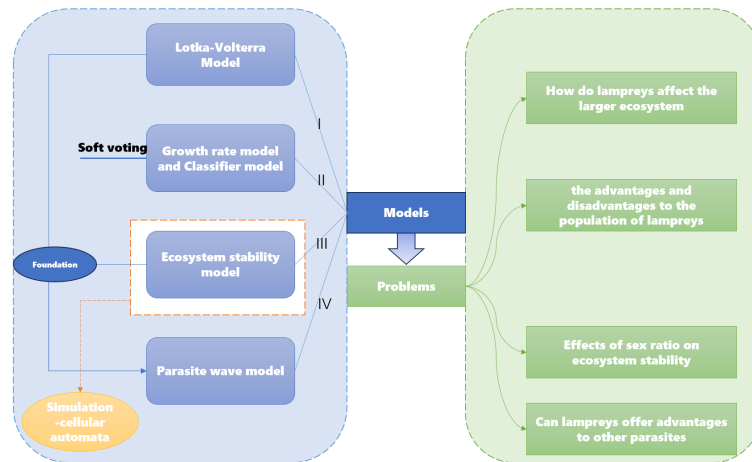 Lotka-Volterra
Model
Soft voting
Growth rate model
and Classifier model
Ecosystem stability
model
Foundation
Parasite wave model
Simulation
-cellular
automata
I
II
III
IV
Models
Problems
How do lampreys affect the
larger ecosystem
the advantages and
disadvantages to the
population of lampreys
Effects of sex ratio on
ecosystem stability
Can lampreys offer advantages
to other parasites